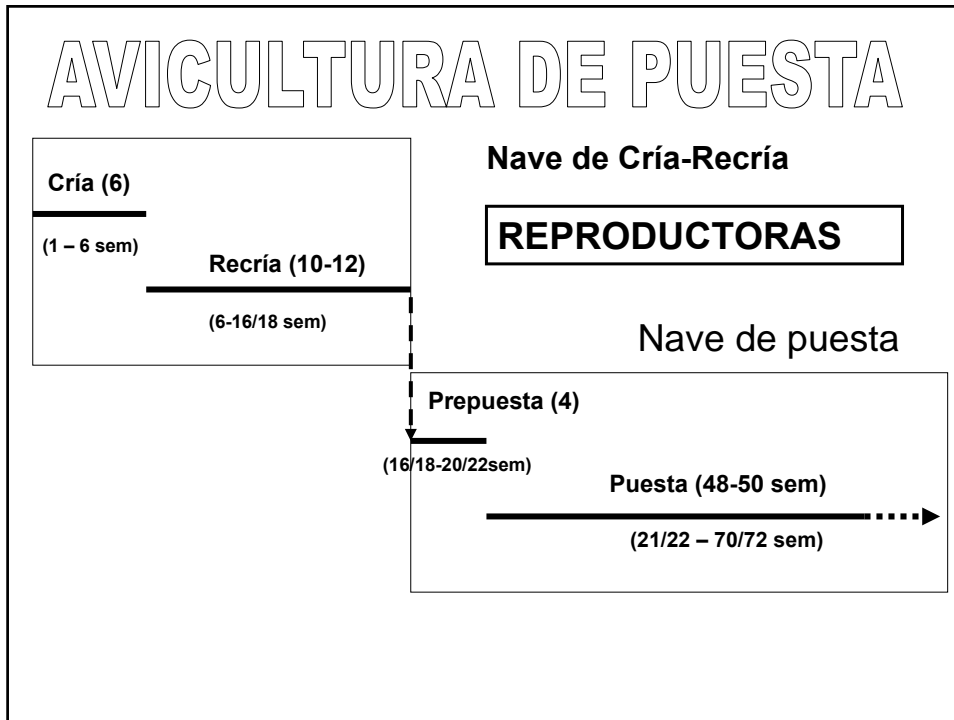 AVICULTURA DE PUESTA
Nave de Cría-Recría
Cría (6)
(1 – 6 sem)
REPRODUCTORAS
Recría (10-12)
(6-16/18 sem)
Nave de puesta
Prepuesta (4)
(16/18-20/22sem)
Puesta (48-50 sem)
(21/22 – 70/72 sem)